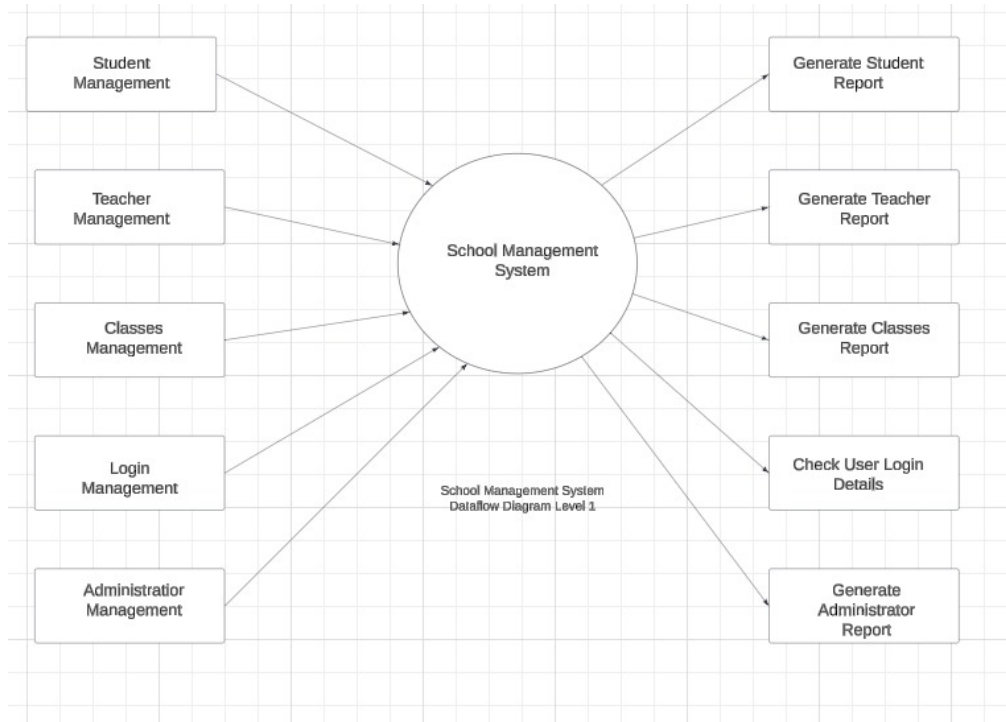 Student
Management
Teacher
Management
Classes
Management
Login
Management
Administratior
Management
School Management
System
School Management System
Dataflow Diagram Level 1
Generate Student
Report
Generate Teacher
Report
Generate Classes
Report
Check User Login
Details
Generate
Administrator
Report